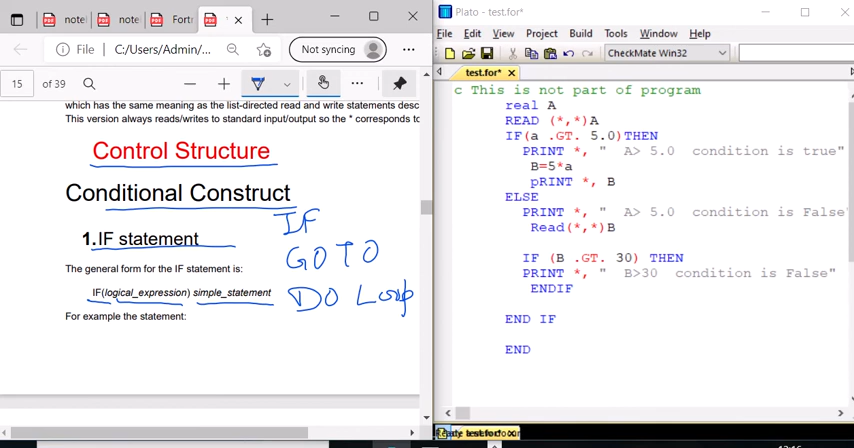 note
note
Fort
Plato - test.for*
File C:/Users/Admin/... Not syncing
File Edit View Project Build Tools Window Help
15 of 39
CheckMate Win32
test.for*
which has the same meaning as the list-directed read and write statements desc
This version always reads/writes to standard input/output so the * corresponds to
Control Structure
Conditional Construct
IF
1.IF statement
GO TO
The general form for the IF statement is:
IF(logical_expression) simple_statement
DO Loop
For example the statement:
c This is not part of program
real A
READ (*,*)A
IF(a .GT. 5.0)THEN
PRINT *, " A> 5.0 condition is true"
B=5*a
pRINT *, B
ELSE
PRINT *, " A> 5.0 condition is False"
Read(*,*)B
IF (B .GT. 30) THEN
PRINT *, " B>30 condition is False"
ENDIF
END IF
END